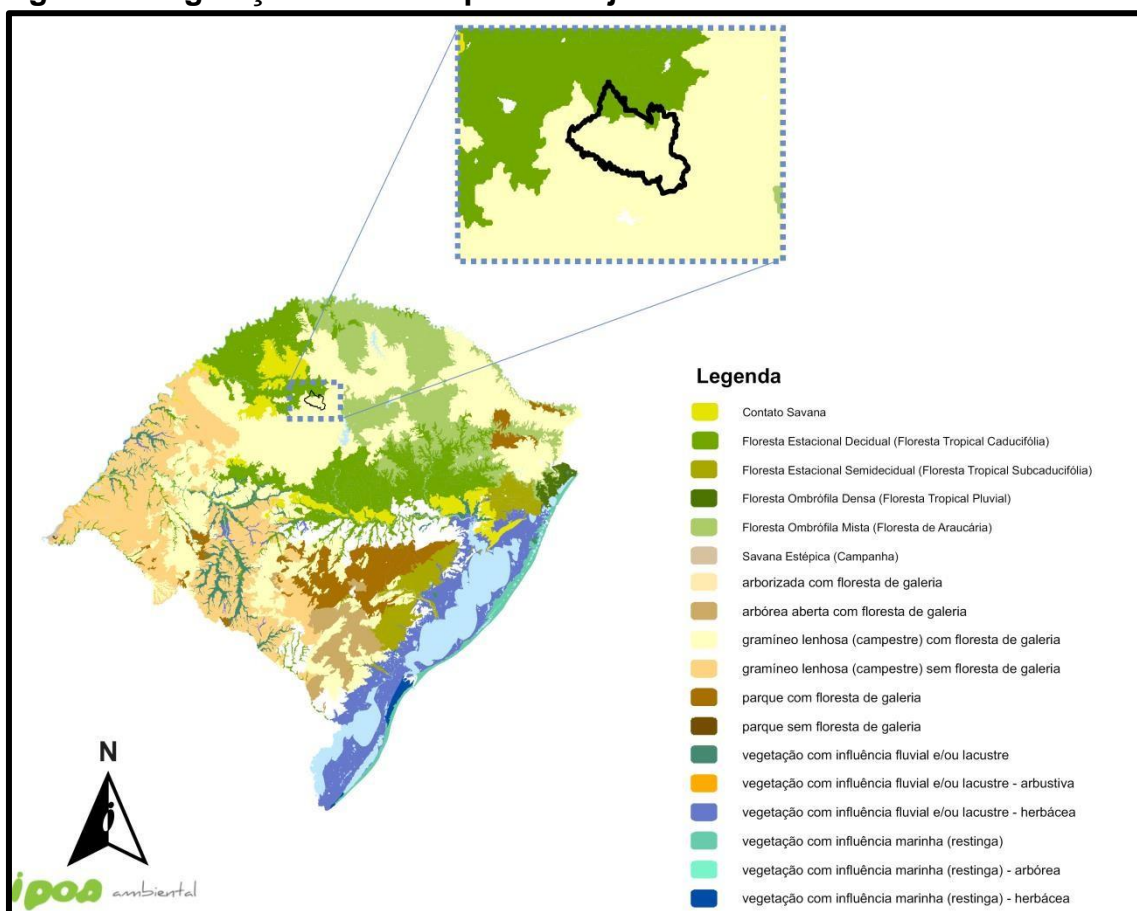 Legenda
Contato Savana
Floresta Estacional Decidual (Floresta Tropical Caducifólia)
Floresta Estacional Semidecidual (Floresta Tropical Subcaducifólia)
Floresta Ombrófila Densa (Floresta Tropical Pluvial)
Floresta Ombrófila Mista (Floresta de Araucária)
Savana Estépica (Campanha)
arborizada com floresta de galeria
arbórea aberta com floresta de galeria
gramíneo lenhosa (campestre) com floresta de galeria
gramíneo lenhosa (campestre) sem floresta de galeria
parque com floresta de galeria
parque sem floresta de galeria
vegetação com influência fluvial e/ou lacustre
vegetação com influência fluvial e/ou lacustre - arbustiva
vegetação com influência fluvial e/ou lacustre - herbácea
vegetação com influência marinha (restinga)
vegetação com influência marinha (restinga) - arbórea
vegetação com influência marinha (restinga) - herbácea
N
ambiental